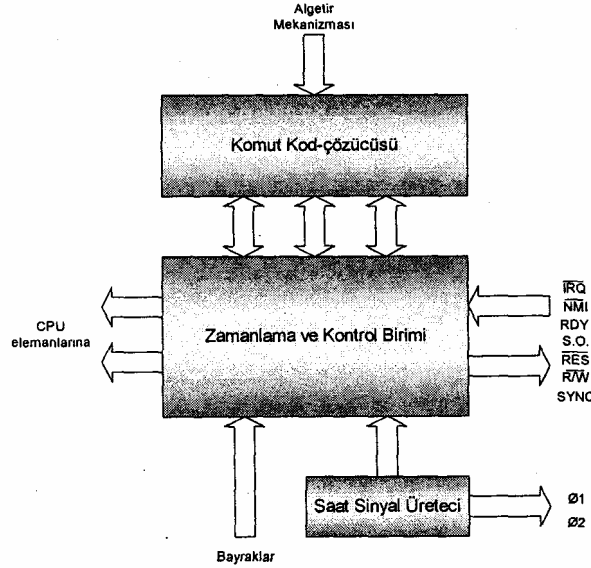 Algetir
Mekanizması
Komut Kod-çözücüsü
CPU
elemanlarına
Zamanlama ve Kontrol Birimi
IRQ
NMI
RDY
S.O.
RES
R/W
SYNC
Saat Sinyal Üreteci
Ø1
Ø2
Bayraklar